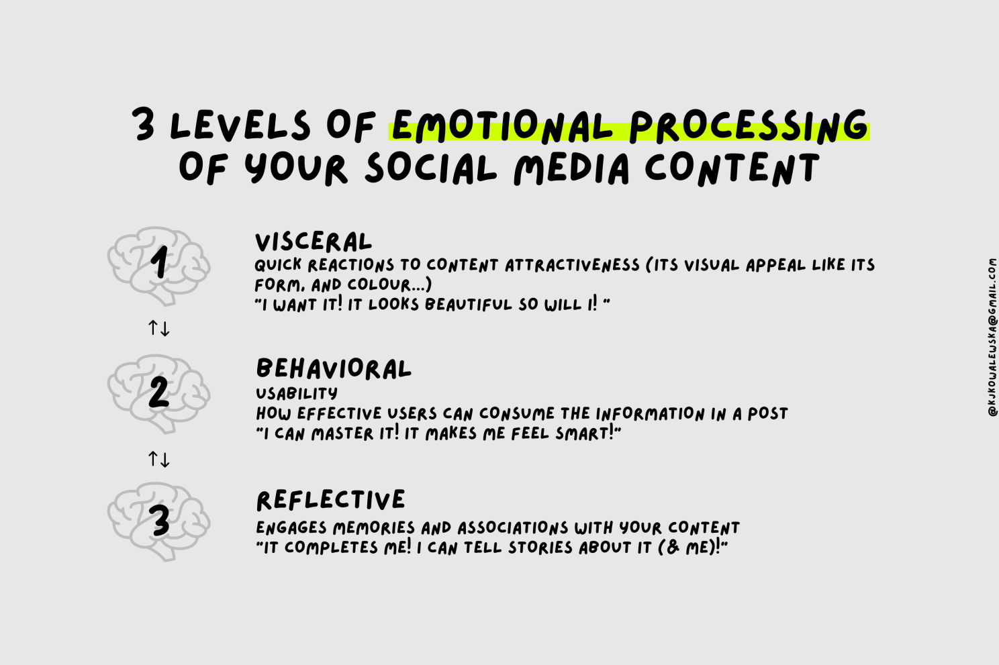 3 LEVELS OF EMOTIONAL PROCESSING
OF YOUR SOCIAL MEDIA CONTENT
1
VISCERAL
QUICK REACTIONS TO CONTENT ATTRACTIVENESS (ITS VISUAL APPEAL LIKE ITS
FORM, AND COLOUR...)
"I WANT IT! IT LOOKS BEAUTIFUL SO WILL I! "
↑↓
2
BEHAVIORAL
USABILITY
HOW EFFECTIVE USERS CAN CONSUME THE INFORMATION IN A POST
"I CAN MASTER IT! IT MAKES ME FEEL SMART!"
↑↓
3
REFLECTIVE
ENGAGES MEMORIES AND ASSOCIATIONS WITH YOUR CONTENT
"IT COMPLETES ME! I CAN TELL STORIES ABOUT IT (& ME)!"
@KJKOWALEWSKA@GMAIL.COM